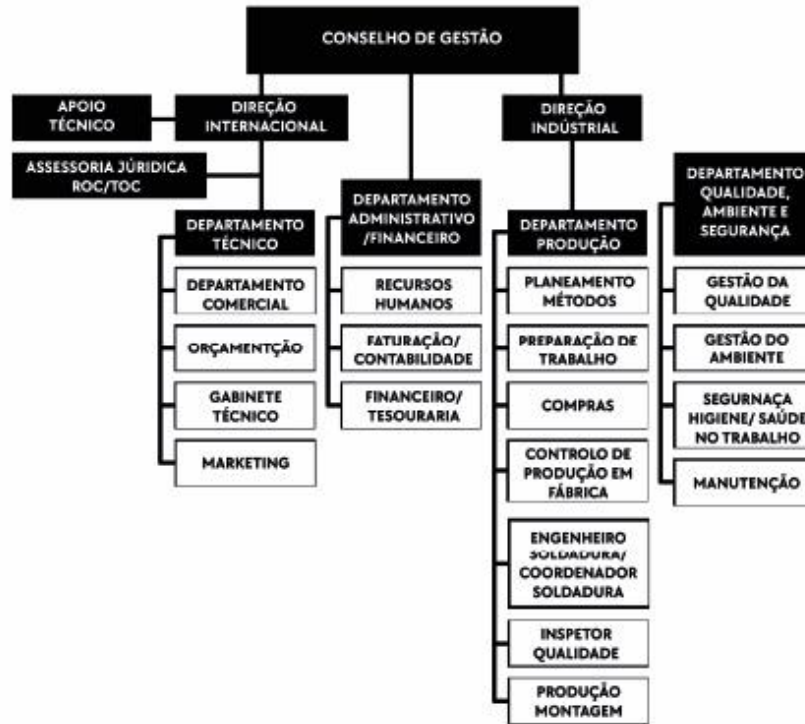 CONSELHO DE GESTÃO
APOIO
TÉCNICO
DIREÇÃO
INTERNACIONAL
DIREÇÃO
INDÚSTRIAL
ASSESSORIA JÚRIDICA
ROC/TOC
DEPARTAMENTO
TÉCNICO
DEPARTAMENTO
COMERCIAL
ORÇAMENTÇÃO
GABINETE
TÉCNICO
MARKETING
DEPARTAMENTO
ADMINISTRATIVO
/FINANCEIRO
RECURSOS
HUMANOS
FATURAÇÃO/
CONTABILIDADE
FINANCEIRO/
TESOURARIA
DEPARTAMENTO
PRODUÇÃO
PLANEAMENTO
MÉTODOS
PREPARAÇÃO DE
TRABALHO
COMPRAS
CONTROLO DE
PRODUÇÃO EM
FÁBRICA
ENGENHEIRO
SOLDADURA/
COORDENADOR
SOLDADURA
INSPETOR
QUALIDADE
PRODUÇÃO
MONTAGEM
DEPARTAMENTO
QUALIDADE,
AMBIENTE E
SEGURANÇA
GESTÃO DA
QUALIDADE
GESTÃO DO
AMBIENTE
SEGURNAÇA
HIGIENE/ SAÚDE
NO TRABALHO
MANUTENÇÃO